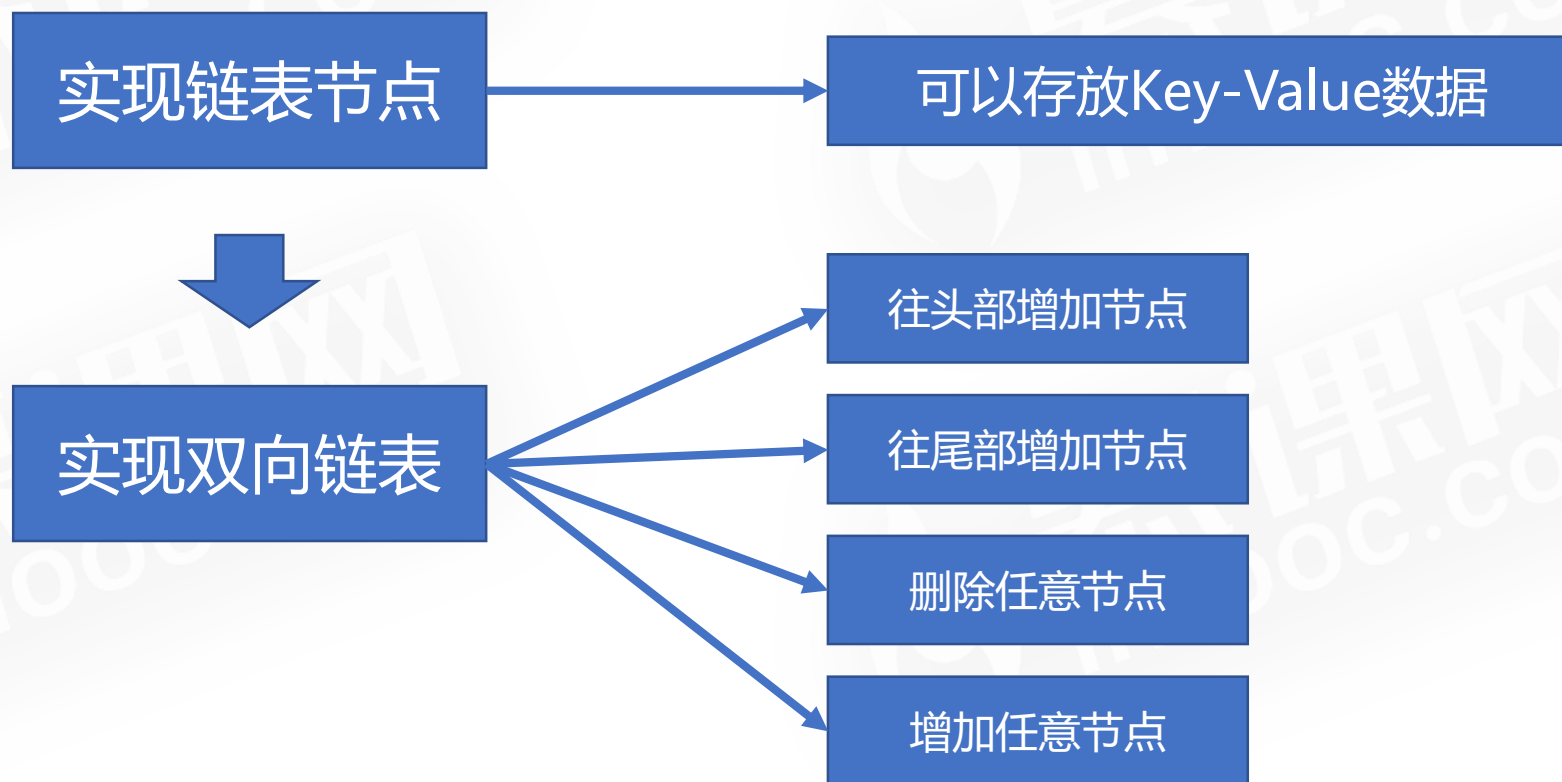 实现链表节点
可以存放Key-Value数据
实现双向链表
往头部增加节点
往尾部增加节点
删除任意节点
增加任意节点